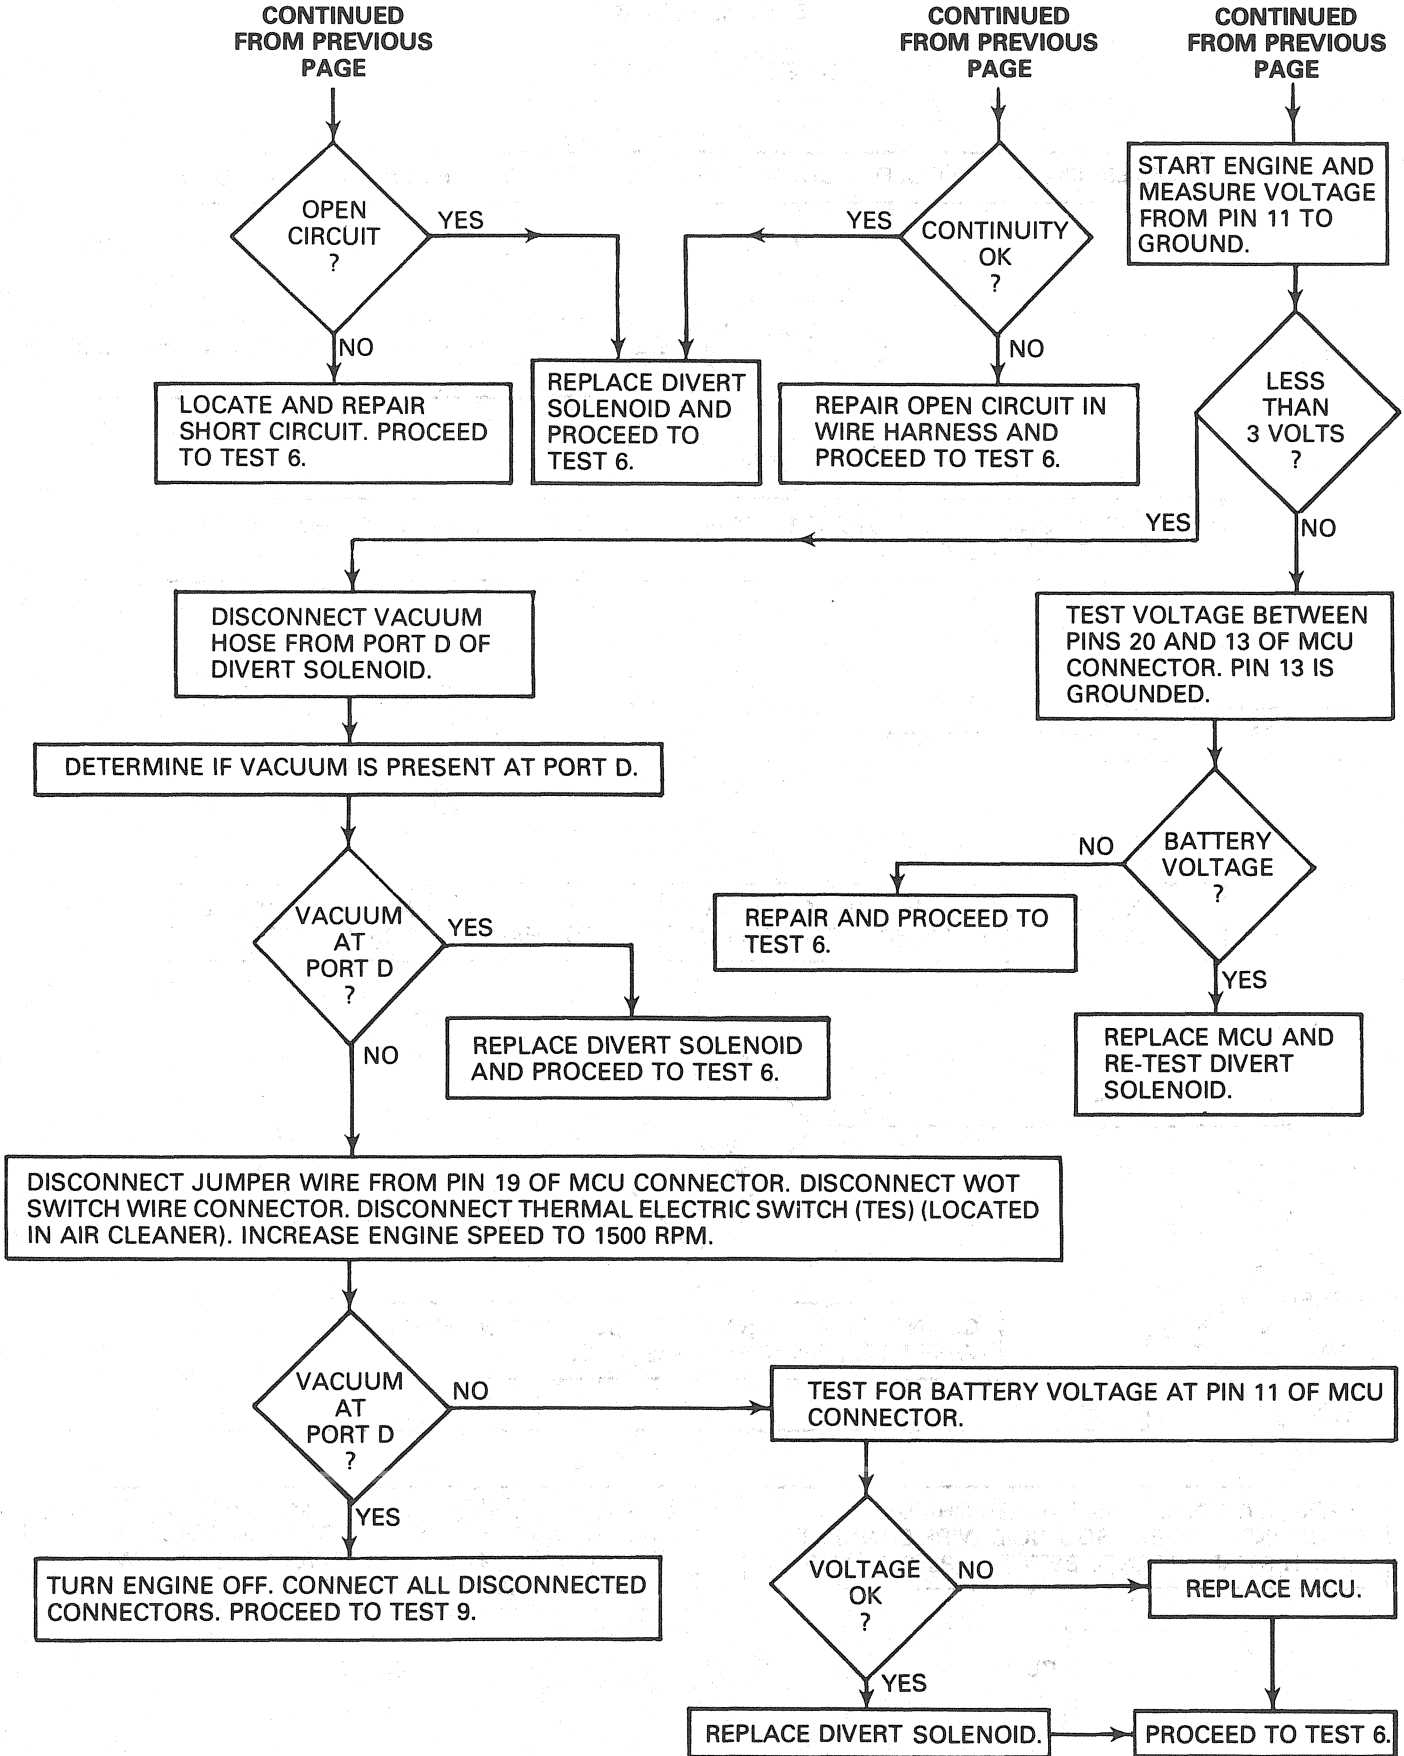 CONTINUED
FROM PREVIOUS
PAGE
CONTINUED
FROM PREVIOUS
PAGE
CONTINUED
FROM PREVIOUS
PAGE
OPEN
CIRCUIT
?
YES
NO
LOCATE AND REPAIR
SHORT CIRCUIT. PROCEED
TO TEST 6.
REPLACE DIVERT
SOLENOID AND
PROCEED TO
TEST 6.
YES
CONTINUITY
OK
?
NO
REPAIR OPEN CIRCUIT IN
WIRE HARNESS AND
PROCEED TO TEST 6.
START ENGINE AND
MEASURE VOLTAGE
FROM PIN 11 TO
GROUND.
LESS
THAN
3 VOLTS
?
YES
NO
DISCONNECT VACUUM
HOSE FROM PORT D OF
DIVERT SOLENOID.
TEST VOLTAGE BETWEEN
PINS 20 AND 13 OF MCU
CONNECTOR. PIN 13 IS
GROUNDED.
DETERMINE IF VACUUM IS PRESENT AT PORT D.
BATTERY
VOLTAGE
?
NO
REPAIR AND PROCEED TO
TEST 6.
YES
REPLACE MCU AND
RE-TEST DIVERT
SOLENOID.
VACUUM
AT
PORT D
?
YES
REPLACE DIVERT SOLENOID
AND PROCEED TO TEST 6.
NO
DISCONNECT JUMPER WIRE FROM PIN 19 OF MCU CONNECTOR. DISCONNECT WOT
SWITCH WIRE CONNECTOR. DISCONNECT THERMAL ELECTRIC SWITCH (TES) (LOCATED
IN AIR CLEANER). INCREASE ENGINE SPEED TO 1500 RPM.
VACUUM
AT
PORT D
?
NO
TEST FOR BATTERY VOLTAGE AT PIN 11 OF MCU
CONNECTOR.
YES
TURN ENGINE OFF. CONNECT ALL DISCONNECTED
CONNECTORS. PROCEED TO TEST 9.
VOLTAGE
OK
?
NO
REPLACE MCU.
YES
REPLACE DIVERT SOLENOID.
PROCEED TO TEST 6.